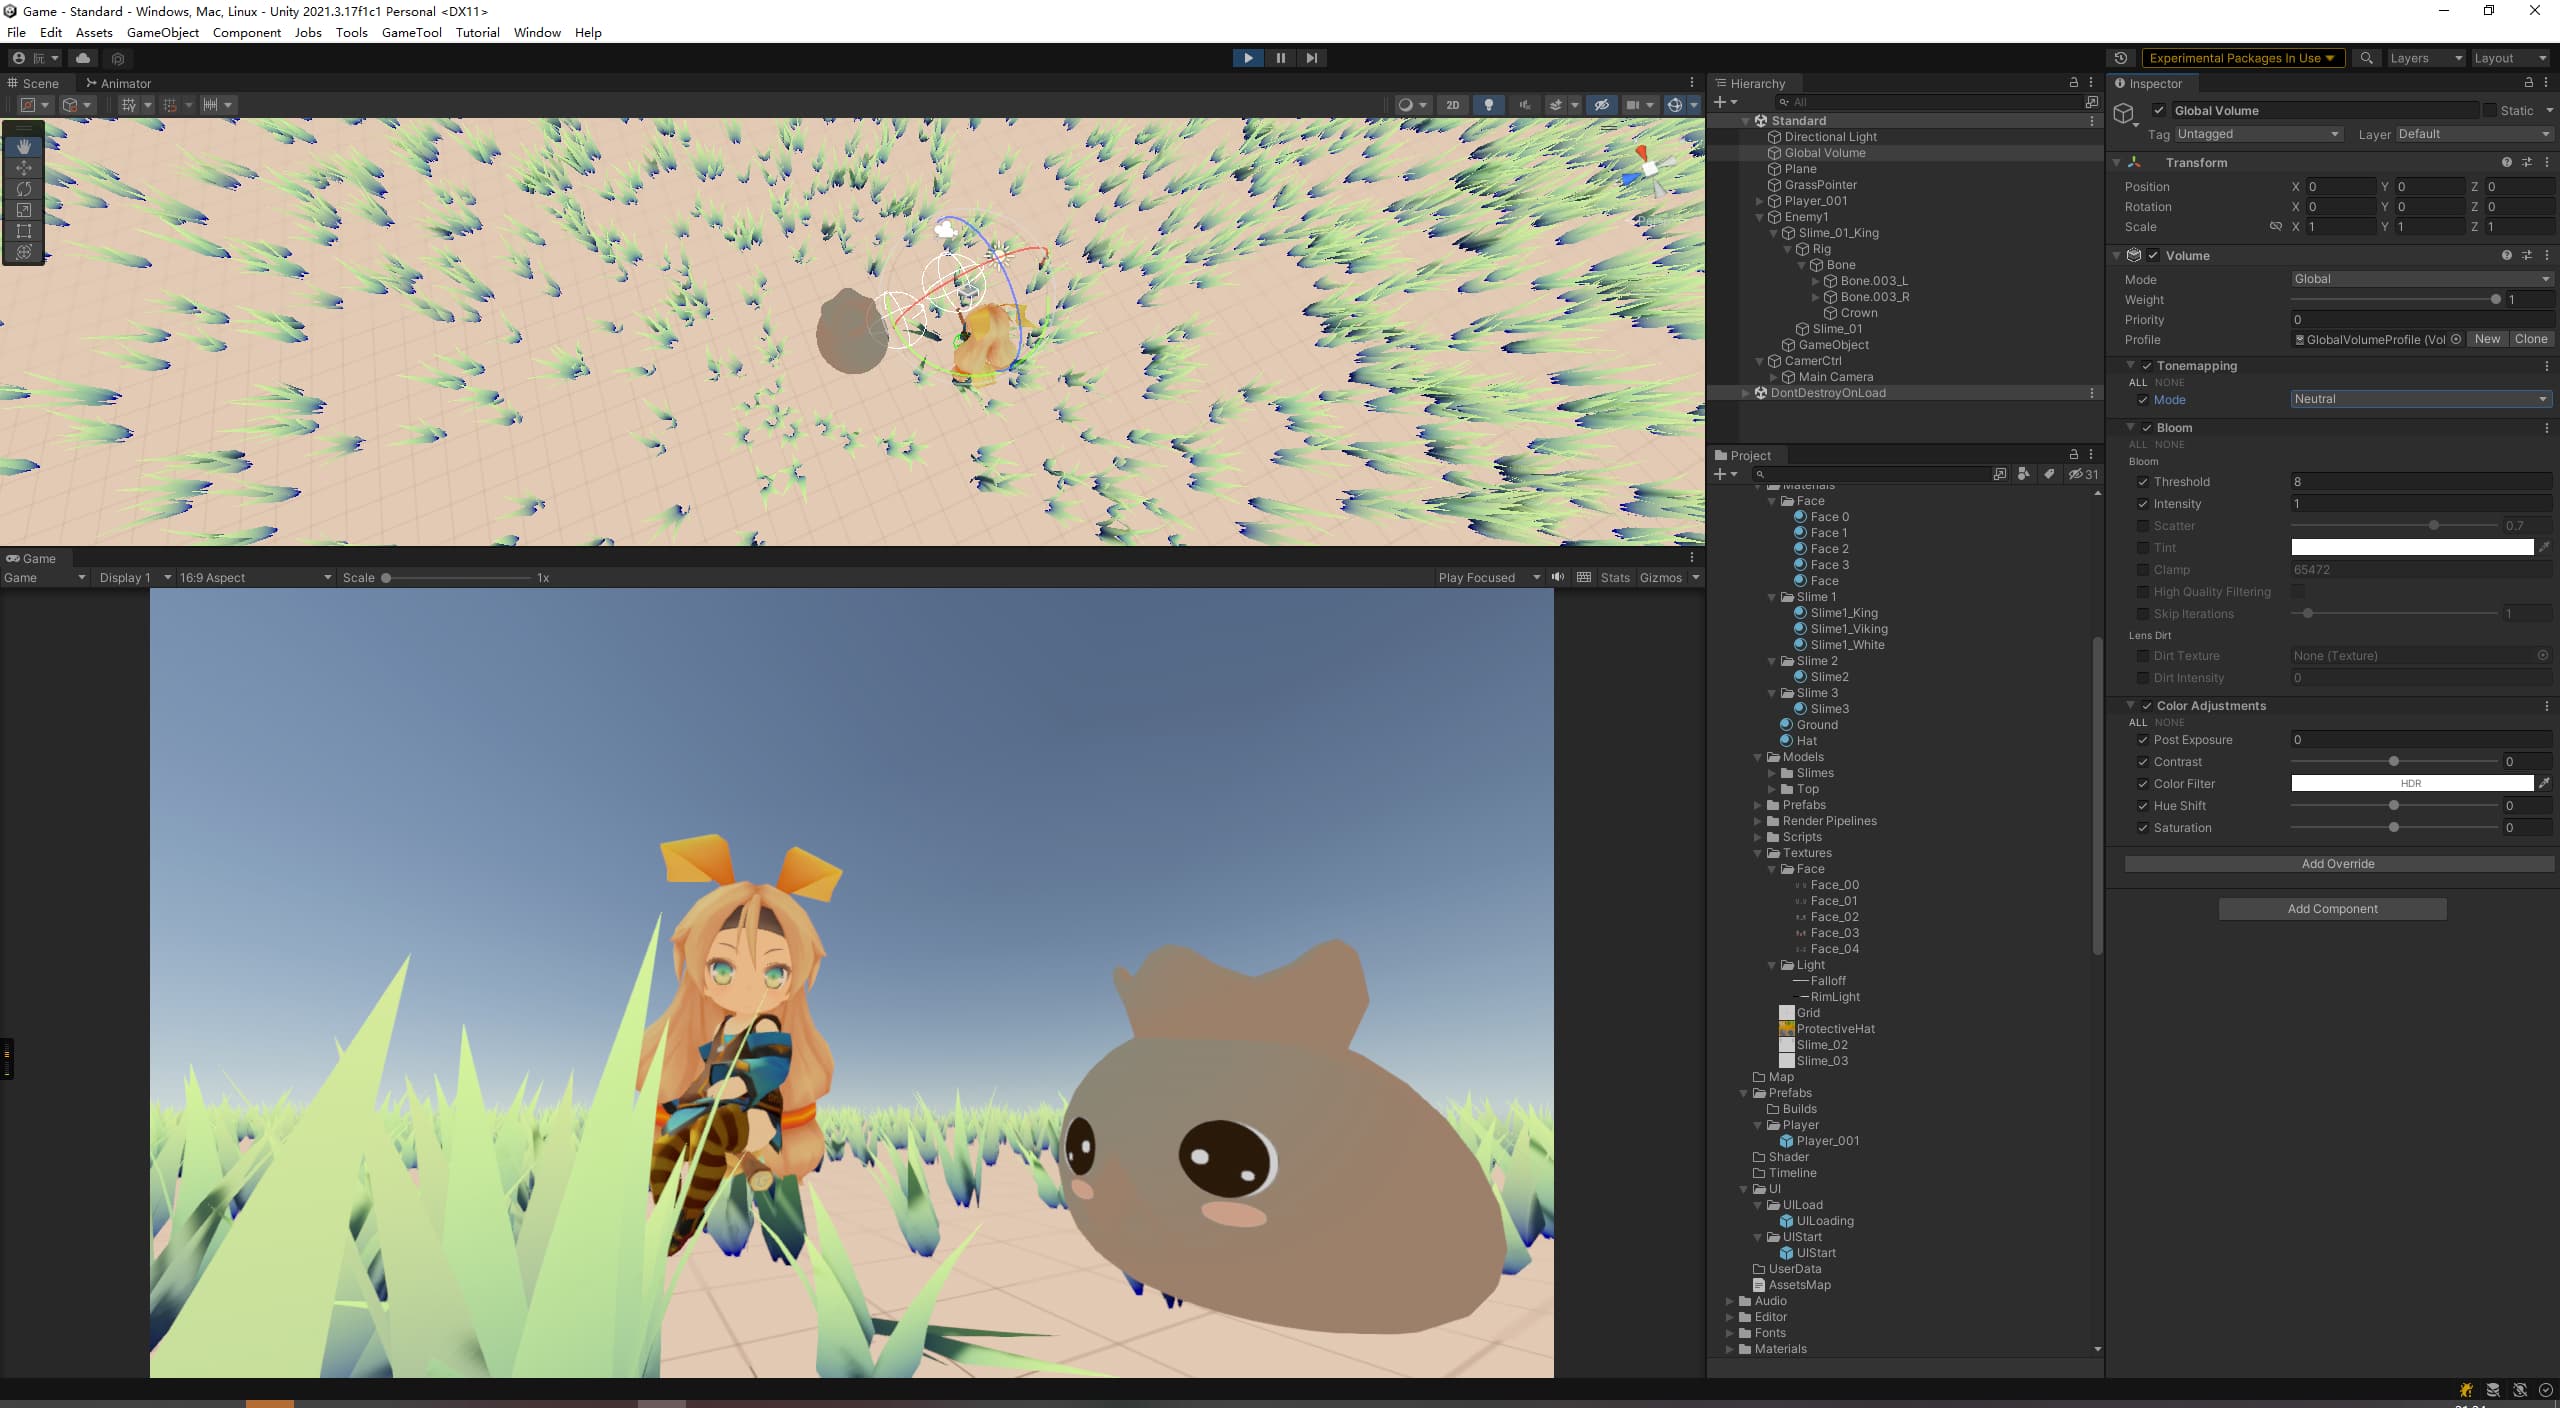 Game - Standard - Windows, Mac, Linux - Unity 2021.3.17f1c1 Personal <DX11>
File Edit Assets GameObject Component Jobs Tools GameTool Tutorial Window Help
Experimental Packages In Use Layers Layout
Scene Animator
2D
Game
Game Display 1 16:9 Aspect Scale 1x Play Focused Stats Gizmos
Hierarchy
All
Standard
Directional Light
Global Volume
Plane
GrassPointer
Player_001
Enemy1
Slime_01_King
Rig
Bone
Bone.003_L
Bone.003_R
Crown
Slime_01
GameObject
CamerCtrl
Main Camera
DontDestroyOnLoad
Project
31
Materials
Face
Face 0
Face 1
Face 2
Face 3
Face
Slime 1
Slime1_King
Slime1_Viking
Slime1_White
Slime 2
Slime2
Slime 3
Slime3
Ground
Hat
Models
Slimes
Top
Prefabs
Render Pipelines
Scripts
Textures
Face
Face_00
Face_01
Face_02
Face_03
Face_04
Light
Falloff
RimLight
Grid
ProtectiveHat
Slime_02
Slime_03
Map
Prefabs
Builds
Player
Player_001
Shader
Timeline
UI
UILoad
UILoading
UIStart
UIStart
UserData
AssetsMap
Audio
Editor
Fonts
Materials
Inspector
Global Volume Static
Tag Untagged Layer Default
Transform
Position X 0 Y 0 Z 0
Rotation X 0 Y 0 Z 0
Scale X 1 Y 1 Z 1
Volume
Mode Global
Weight 1
Priority 0
Profile GlobalVolumeProfile (Vol New Clone
Tonemapping
ALL NONE
Mode Neutral
Bloom
ALL NONE
Bloom
Threshold 8
Intensity 1
Scatter 0.7
Tint
Clamp 65472
High Quality Filtering
Skip Iterations 1
Lens Dirt
Dirt Texture None (Texture)
Dirt Intensity 0
Color Adjustments
ALL NONE
Post Exposure 0
Contrast 0
Color Filter HDR
Hue Shift 0
Saturation 0
Add Override
Add Component